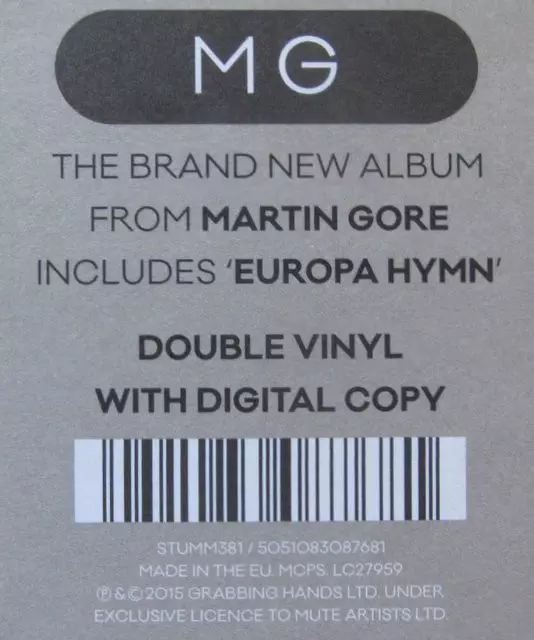 MG
THE BRAND NEW ALBUM
FROM MARTIN GORE
INCLUDES ‘EUROPA HYMN’
DOUBLE VINYL
WITH DIGITAL COPY
STUMM381 / 5051083087681
MADE IN THE EU. MCPS. LC27959
℗ & © 2015 GRABBING HANDS LTD. UNDER
EXCLUSIVE LICENCE TO MUTE ARTISTS LTD.